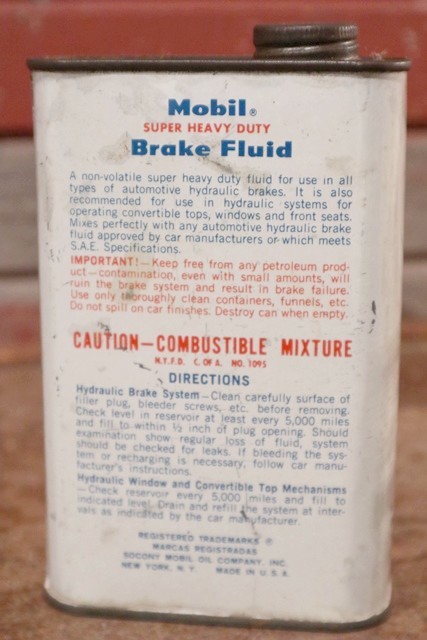 Mobil®
SUPER HEAVY DUTY
Brake Fluid
A non-volatile super heavy duty fluid for use in all
types of automotive hydraulic brakes. It is also
recommended for use in hydraulic systems for
operating convertible tops, windows and front seats.
Mixes perfectly with any automotive hydraulic brake
fluid approved by car manufacturers or which meets
S.A.E. Specifications.
IMPORTANT!—Keep free from any petroleum prod-
uct—contamination, even with small amounts, will
ruin the brake system and result in brake failure.
Use only thoroughly clean containers, funnels, etc.
Do not spill on car finishes. Destroy can when empty.
CAUTION—COMBUSTIBLE MIXTURE
N.Y.F.D. C. OF A. NO. 1095
DIRECTIONS
Hydraulic Brake System—Clean carefully surface of
filler plug, bleeder screws, etc. before removing.
Check level in reservoir at least every 5,000 miles
and fill to within ½ inch of plug opening. Should
examination show regular loss of fluid, system
should be checked for leaks. If bleeding the sys-
tem or recharging is necessary, follow car manu-
facturer's instructions.
Hydraulic Window and Convertible Top Mechanisms
—Check reservoir every 5,000 miles and fill to
indicated level. Drain and refill the system at inter-
vals as indicated by the car manufacturer.
REGISTERED TRADEMARKS ®
MARCAS REGISTRADAS
SOCONY MOBIL OIL COMPANY, INC.
NEW YORK, N.Y. MADE IN U.S.A.